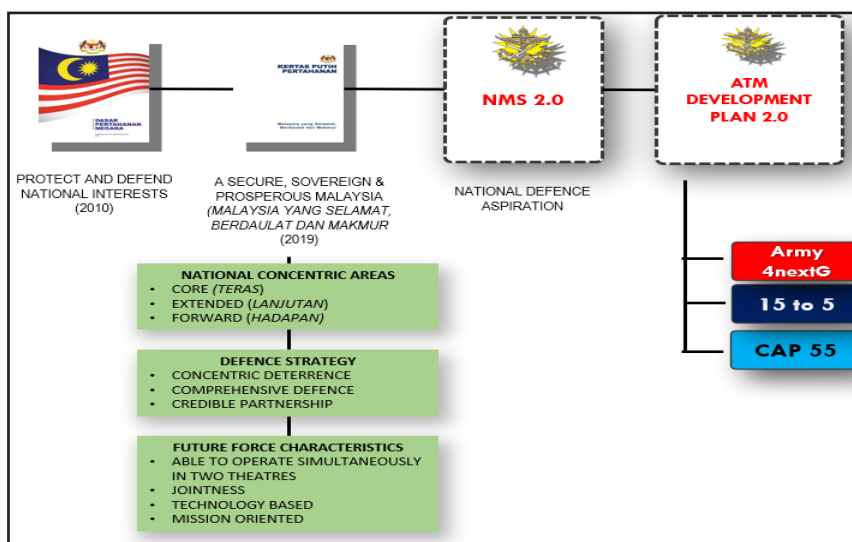 DASAR
PERTAHANAN
NEGARA
PROTECT AND DEFEND
NATIONAL INTERESTS
(2010)
KERTAS PUTIH
PERTAHANAN
Malaysia yang Selamat,
Berdaulat dan Makmur
A SECURE, SOVEREIGN &
PROSPEROUS MALAYSIA
(MALAYSIA YANG SELAMAT,
BERDAULAT DAN MAKMUR
(2019)
NMS 2.0
NATIONAL DEFENCE
ASPIRATION
ATM
DEVELOPMENT
PLAN 2.0
Army
4nextG
15 to 5
CAP 55
NATIONAL CONCENTRIC AREAS
• CORE (TERAS)
• EXTENDED (LANJUTAN)
• FORWARD (HADAPAN)
DEFENCE STRATEGY
• CONCENTRIC DETERRENCE
• COMPREHENSIVE DEFENCE
• CREDIBLE PARTNERSHIP
FUTURE FORCE CHARACTERISTICS
• ABLE TO OPERATE SIMULTANEOUSLY
IN TWO THEATRES
• JOINTNESS
• TECHNOLOGY BASED
• MISSION ORIENTED